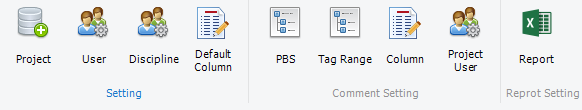 Project
User
Discipline
Default
Column
Setting
PBS
Tag Range
Column
Project
User
Comment Setting
Report
Reprot Setting